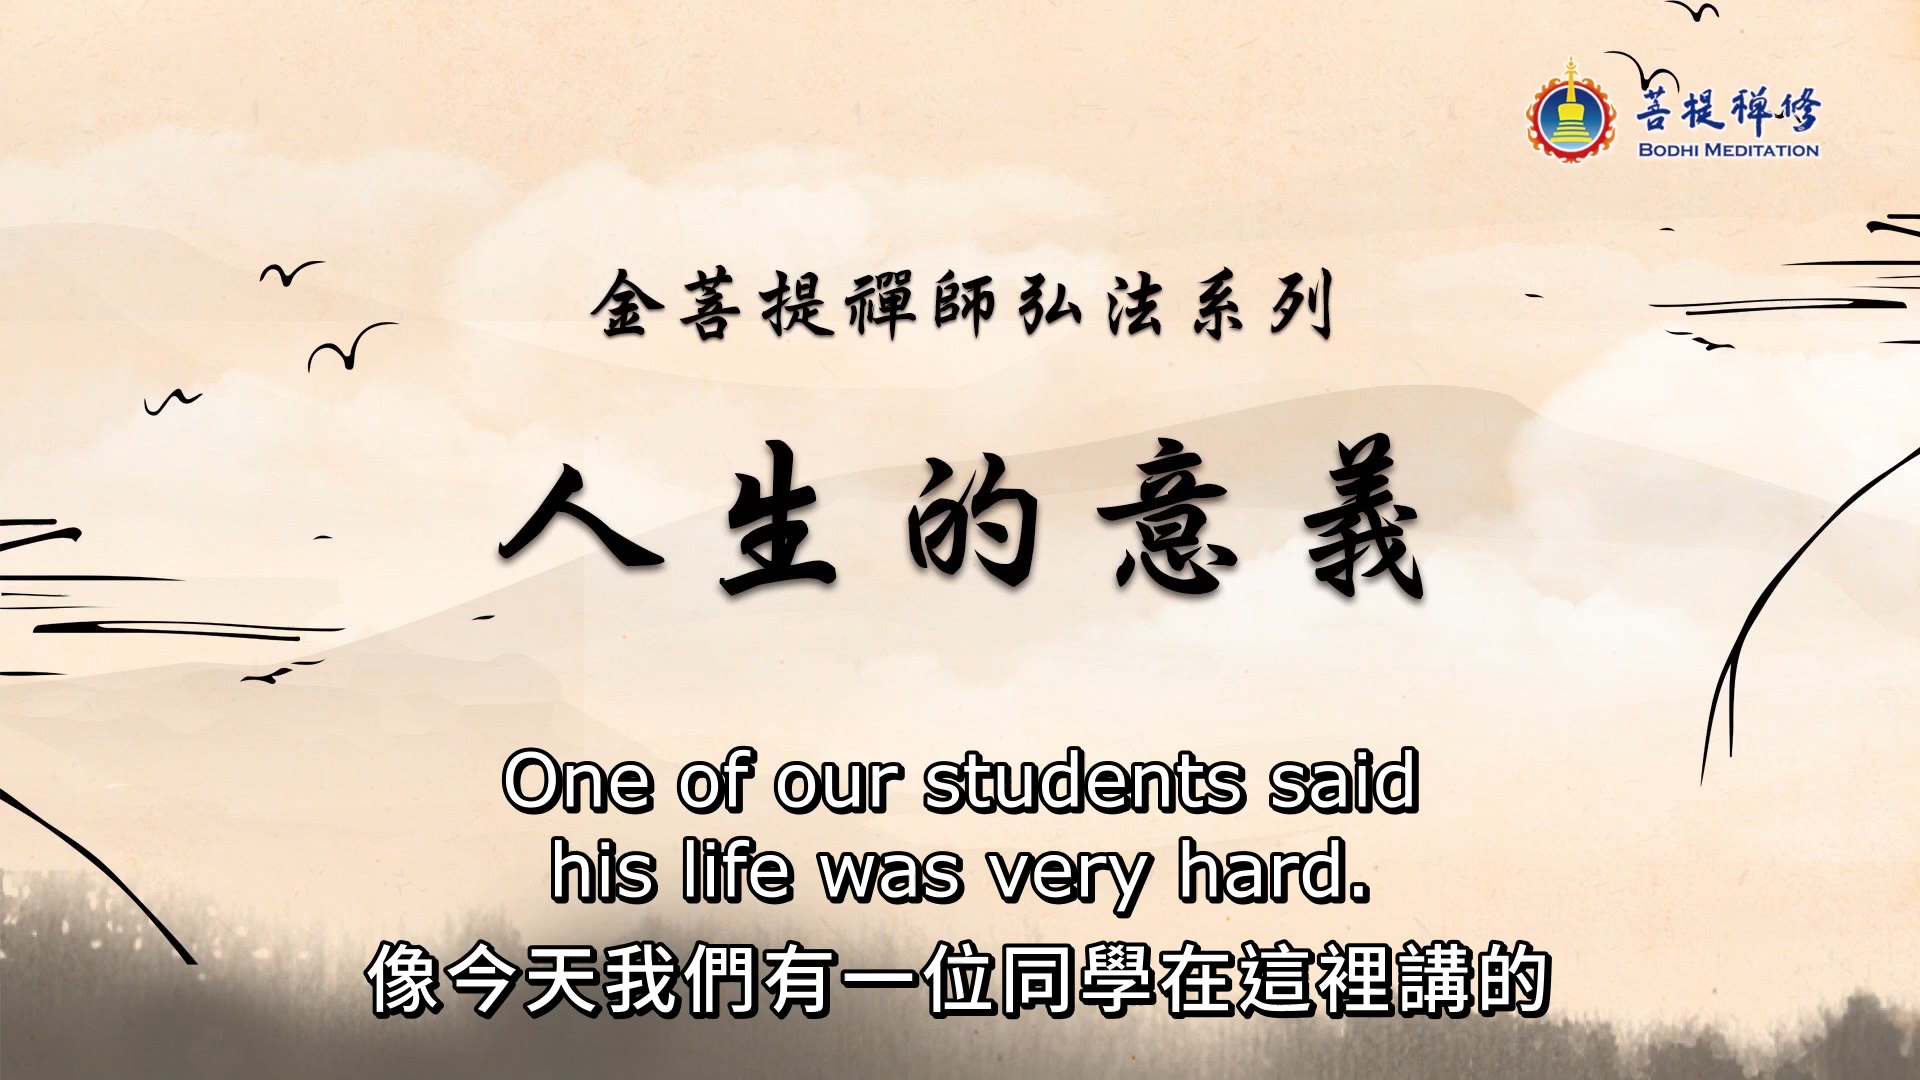 菩提禪修
BODHI MEDITATION
金菩提禪師弘法系列
人生的意義
One of our students said
his life was very hard.
像今天我們有一位同學在這裡講的